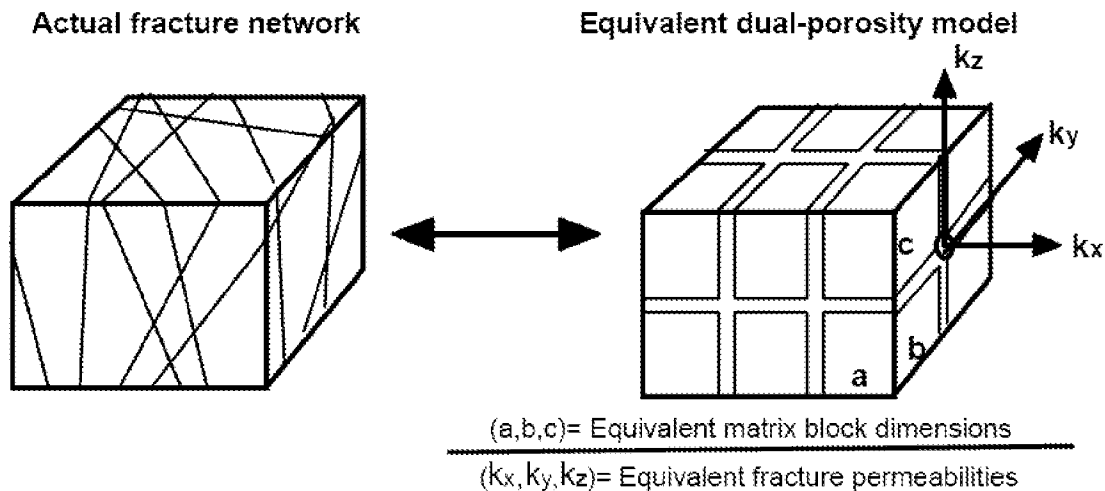 Actual fracture network
Equivalent dual-porosity model
kz
ky
kx
c
b
a
(a,b,c)= Equivalent matrix block dimensions
(kx,ky,kz)= Equivalent fracture permeabilities